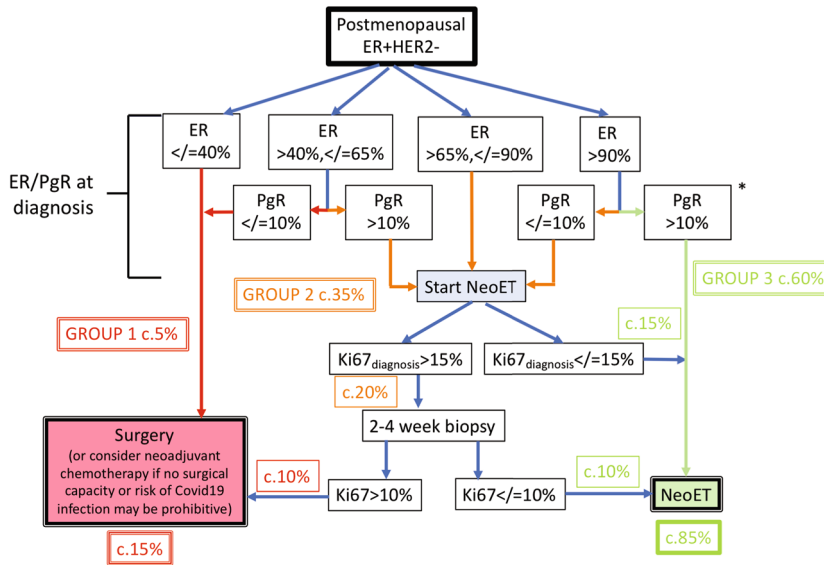 Postmenopausal
ER+HER2-
ER
</=40%
ER
>40%,</=65%
ER
>65%,</=90%
ER
>90%
ER/PgR at
diagnosis
PgR
</=10%
PgR
>10%
PgR
</=10%
PgR
>10%
*
GROUP 2 c.35%
Start NeoET
GROUP 3 c.60%
GROUP 1 c.5%
c.15%
Ki67diagnosis>15%
Ki67diagnosis</=15%
c.20%
2-4 week biopsy
Surgery
(or consider neoadjuvant
chemotherapy if no surgical
capacity or risk of Covid19
infection may be prohibitive)
c.10%
Ki67>10%
Ki67</=10%
c.10%
NeoET
c.15%
c.85%